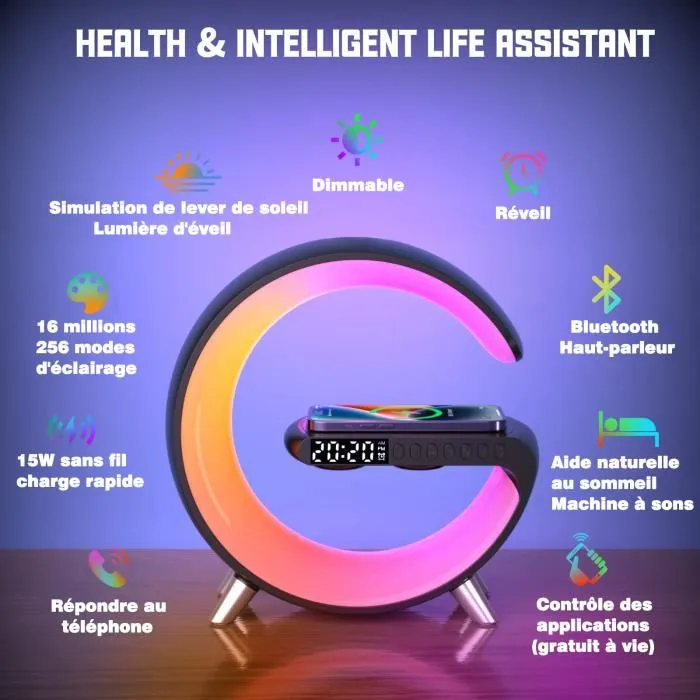 HEALTH & INTELLIGENT LIFE ASSISTANT
Dimmable
Simulation de lever de soleil
Lumière d'éveil
Réveil
16 millions
256 modes
d'éclairage
Bluetooth
Haut-parleur
20:20
15W sans fil
charge rapide
Aide naturelle
au sommeil
Machine à sons
Répondre au
téléphone
Contrôle des
applications
(gratuit à vie)